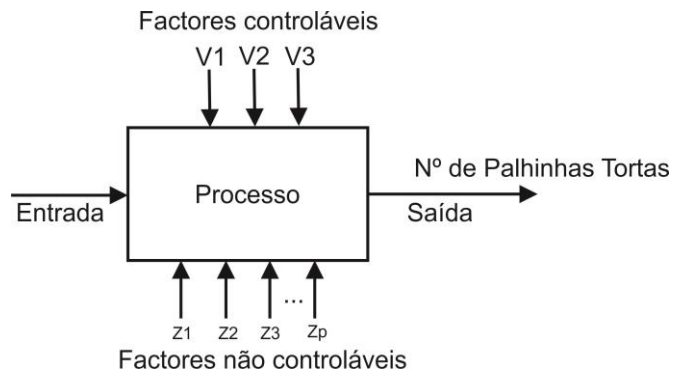 Factores controláveis
V1 V2 V3
Nº de Palhinhas Tortas
Processo
Entrada
Saída
Z1 Z2 Z3 ... Zp
Factores não controláveis